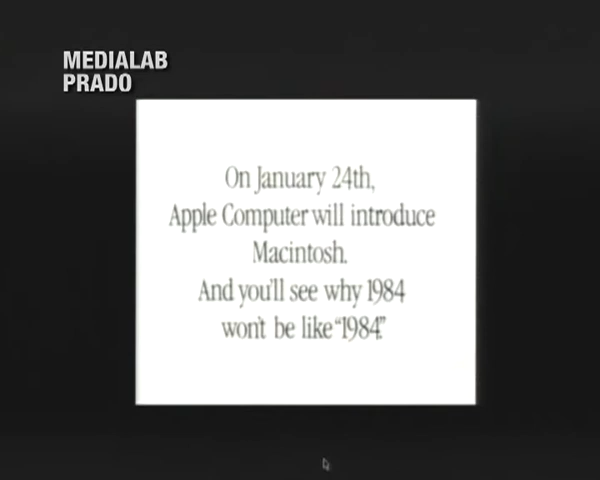 MEDIALAB
PRADO
On January 24th,
Apple Computer will introduce
Macintosh.
And you'll see why 1984
won't be like "1984."